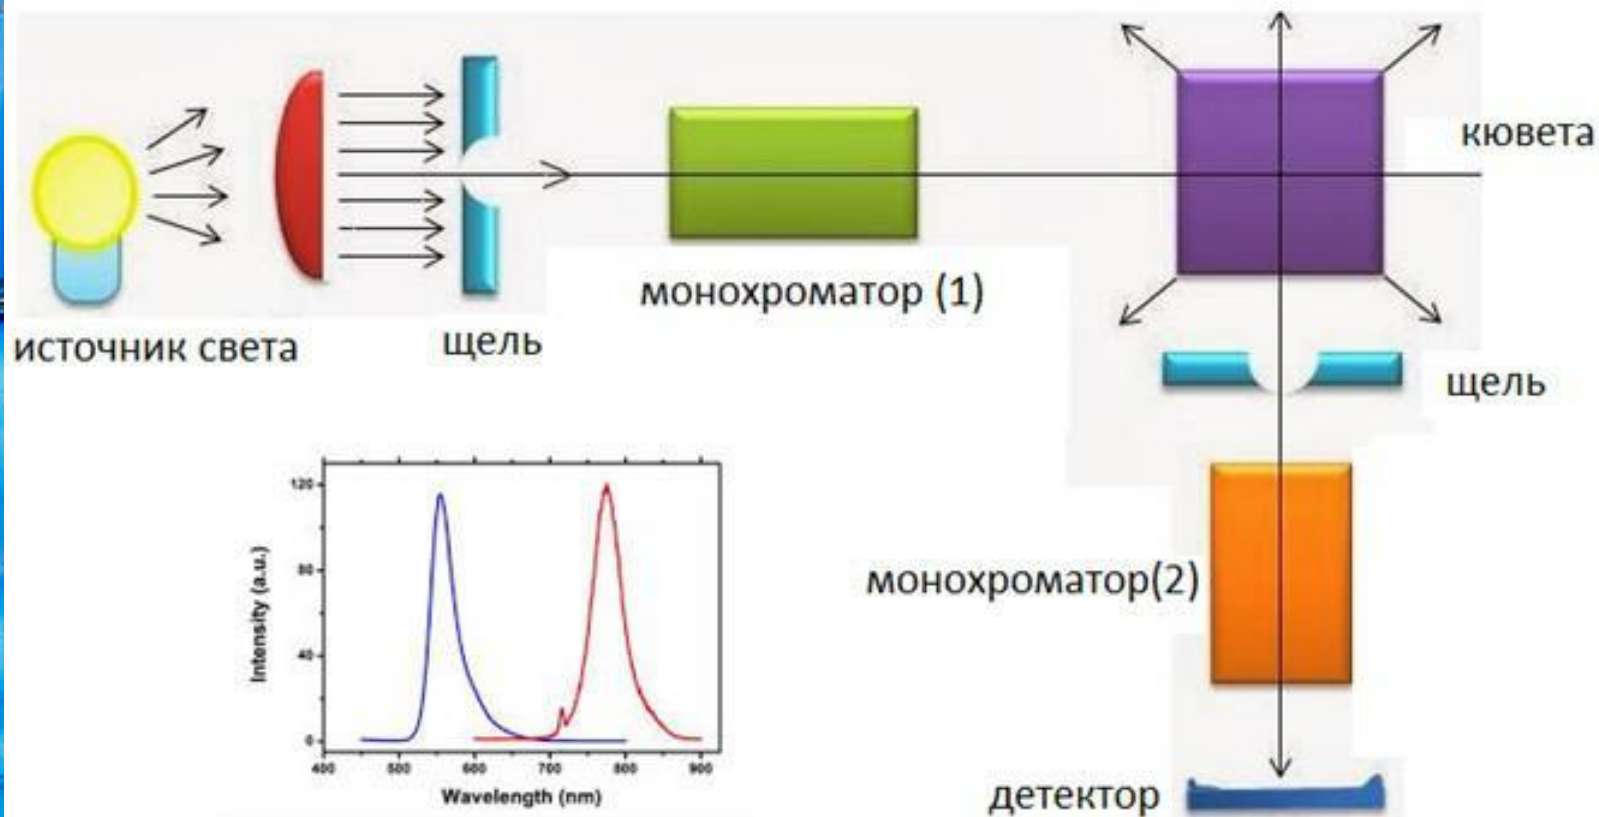 кювета
монохроматор (1)
источник света
щель
щель
120
80
40
0
Intensity (a.u.)
400 500 600 700 800 900
Wavelength (nm)
монохроматор(2)
детектор